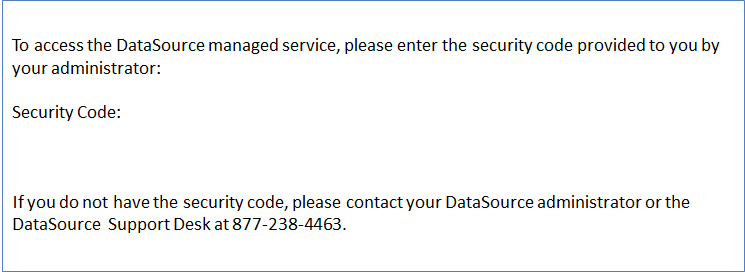 To access the DataSource managed service, please enter the security code provided to you by
your administrator:
Security Code:
If you do not have the security code, please contact your DataSource administrator or the
DataSource Support Desk at 877-238-4463.